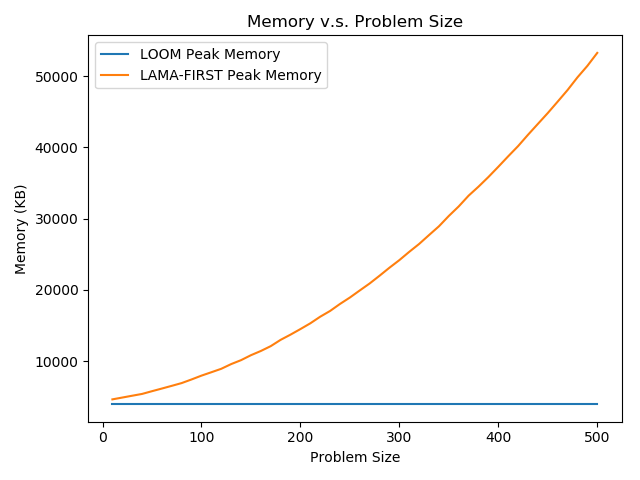 Memory v.s. Problem Size
LOOM Peak Memory
LAMA-FIRST Peak Memory
Memory (KB)
50000
40000
30000
20000
10000
0 100 200 300 400 500
Problem Size